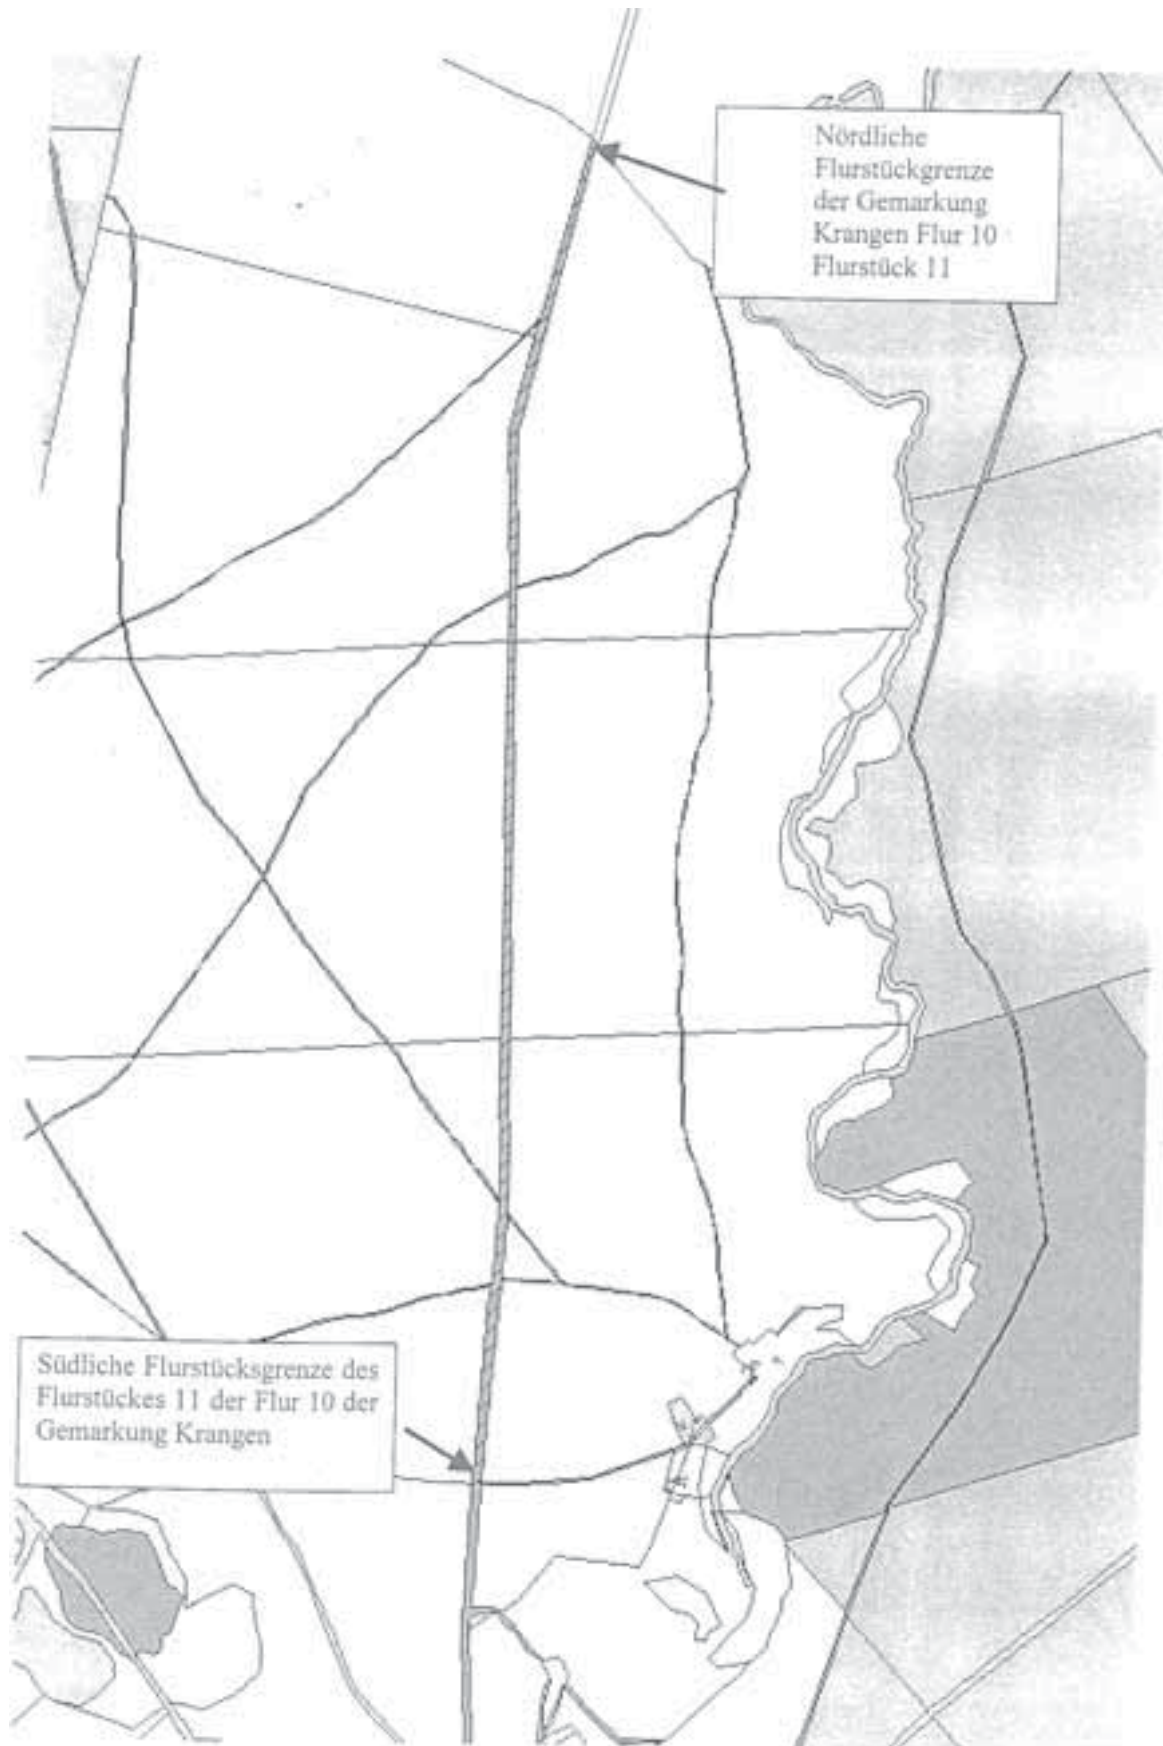 Nördliche
Flurstückgrenze
der Gemarkung
Krangen Flur 10
Flurstück 11
Südliche Flurstücksgrenze des
Flurstückes 11 der Flur 10 der
Gemarkung Krangen